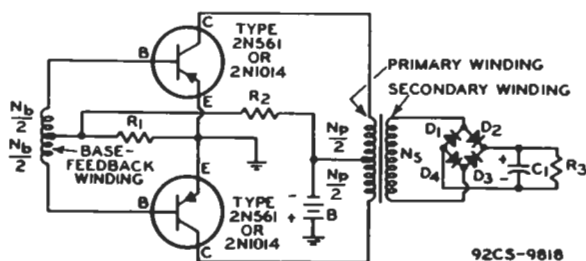 C
TYPE
2N561
OR
2N1014
B
E
R2
PRIMARY WINDING
SECONDARY WINDING
Nb/2
Nb/2
R1
BASE-
FEEDBACK
WINDING
Np/2
Np/2
NS
D1
D2
D4
D3
+
-
C1
R3
E
B
TYPE
2N561
OR
2N1014
C
-
+
B
92CS-9818